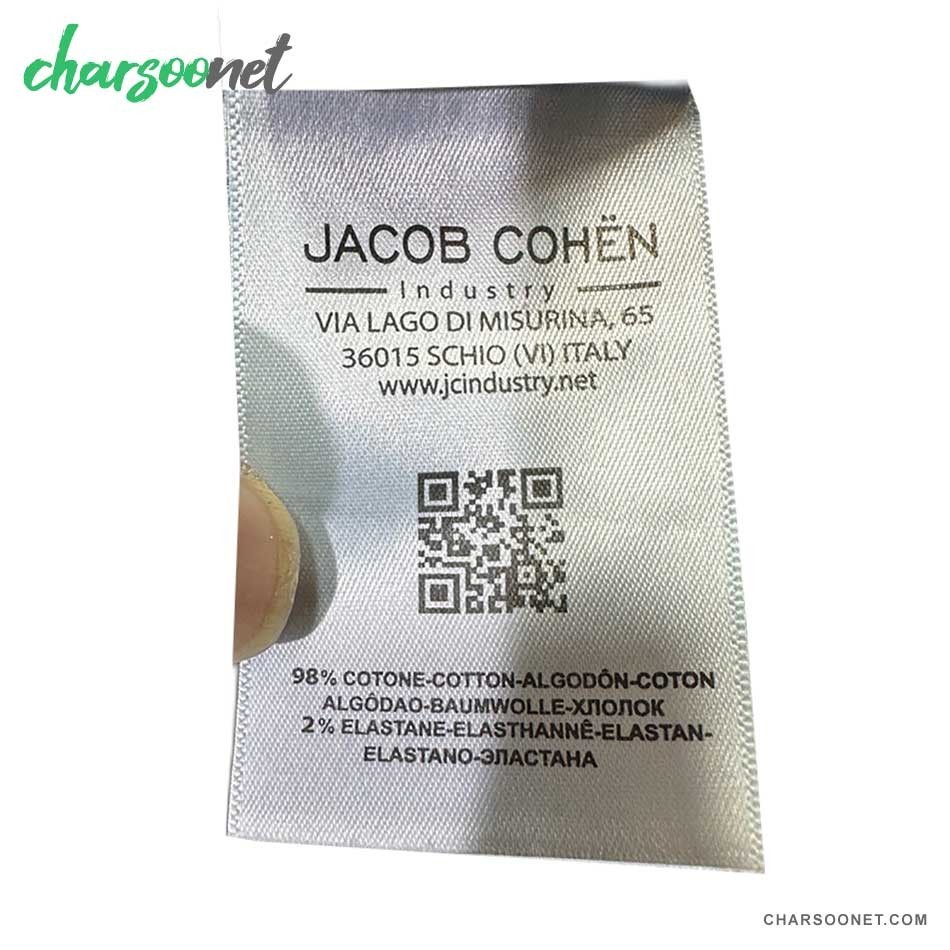 charsoonet
JACOB COHËN
Industry
VIA LAGO DI MISURINA, 65
36015 SCHIO (VI) ITALY
www.jcindustry.net
98% COTONE-COTTON-ALGODÔN-COTON
ALGÔDAO-BAUMWOLLE-ХЛОЛОК
2% ELASTANE-ELASTHANNÊ-ELASTAN-
ELASTANO-ЭЛАСТАНА
CHARSOONET.COM